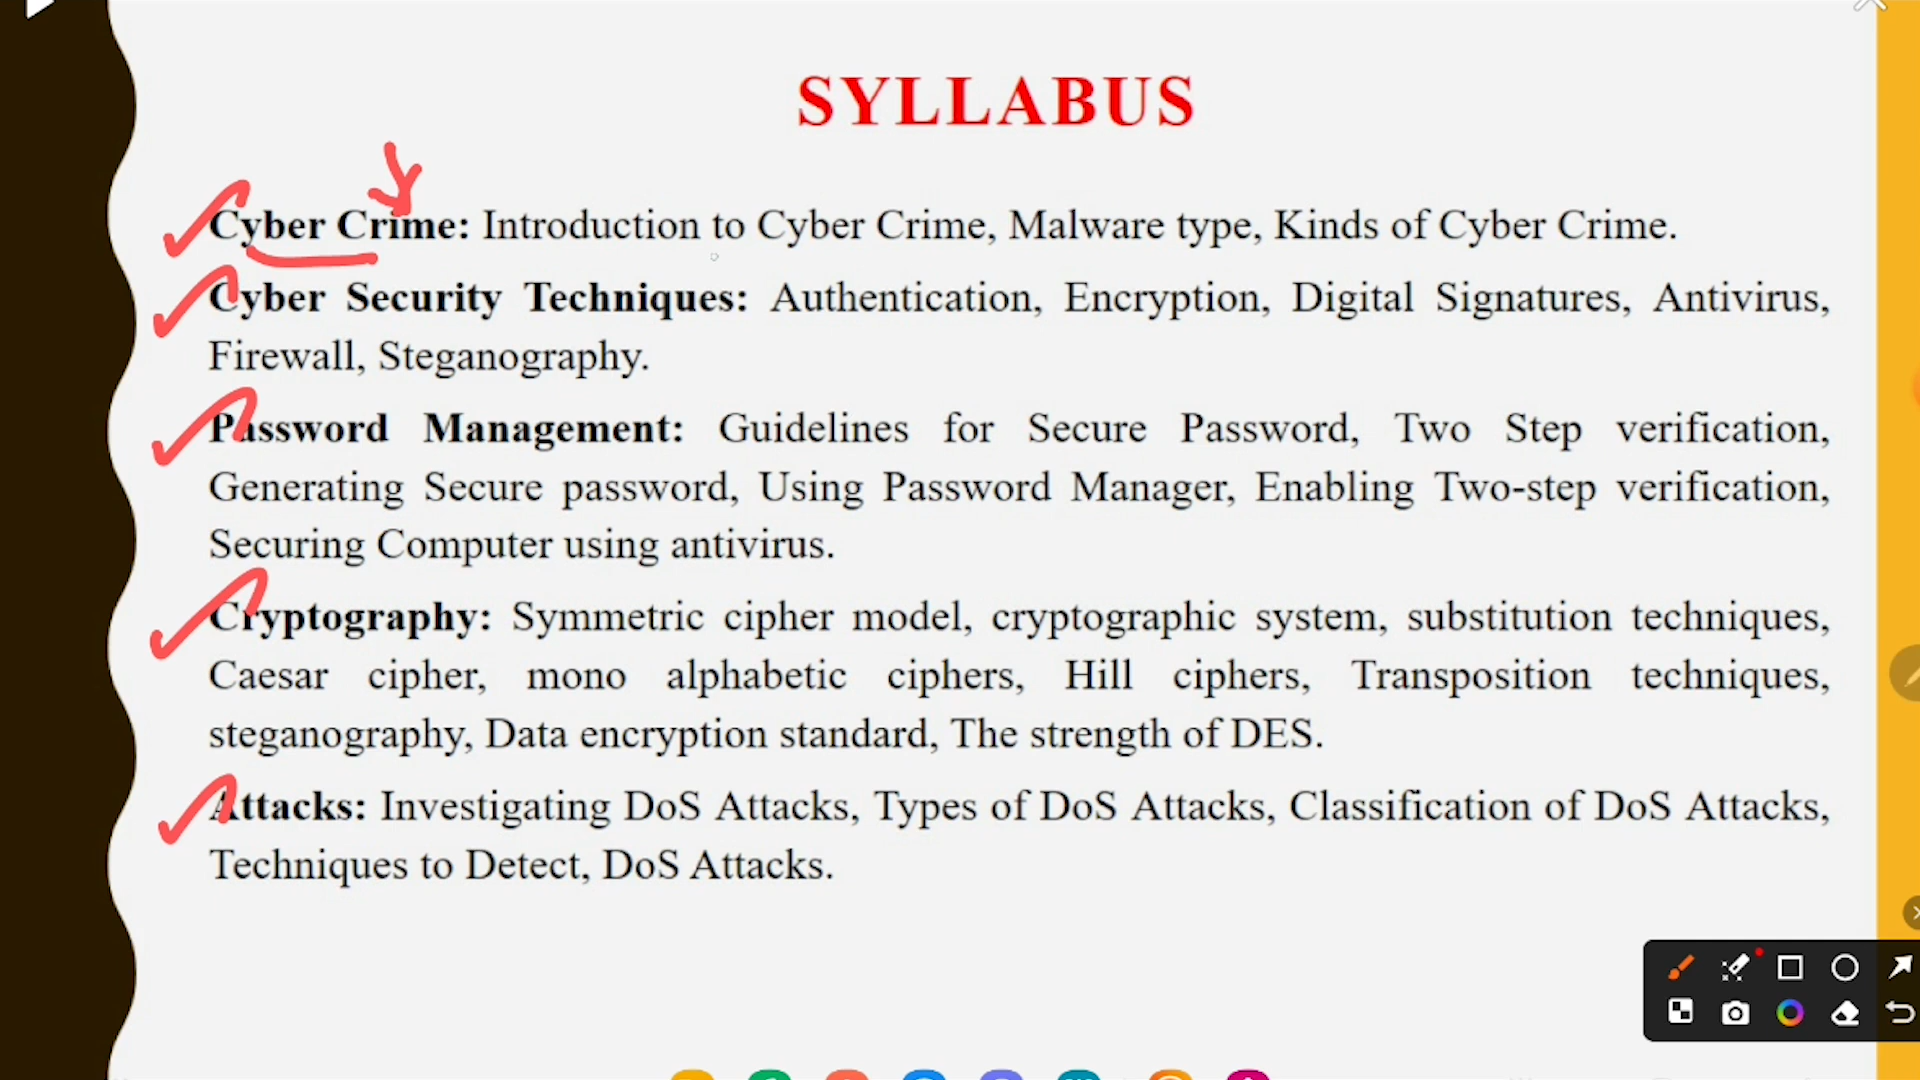 SYLLABUS
Cyber Crime: Introduction to Cyber Crime, Malware type, Kinds of Cyber Crime.
Cyber Security Techniques: Authentication, Encryption, Digital Signatures, Antivirus,
Firewall, Steganography.
Password Management: Guidelines for Secure Password, Two Step verification,
Generating Secure password, Using Password Manager, Enabling Two-step verification,
Securing Computer using antivirus.
Cryptography: Symmetric cipher model, cryptographic system, substitution techniques,
Caesar cipher, mono alphabetic ciphers, Hill ciphers, Transposition techniques,
steganography, Data encryption standard, The strength of DES.
Attacks: Investigating DoS Attacks, Types of DoS Attacks, Classification of DoS Attacks,
Techniques to Detect, DoS Attacks.